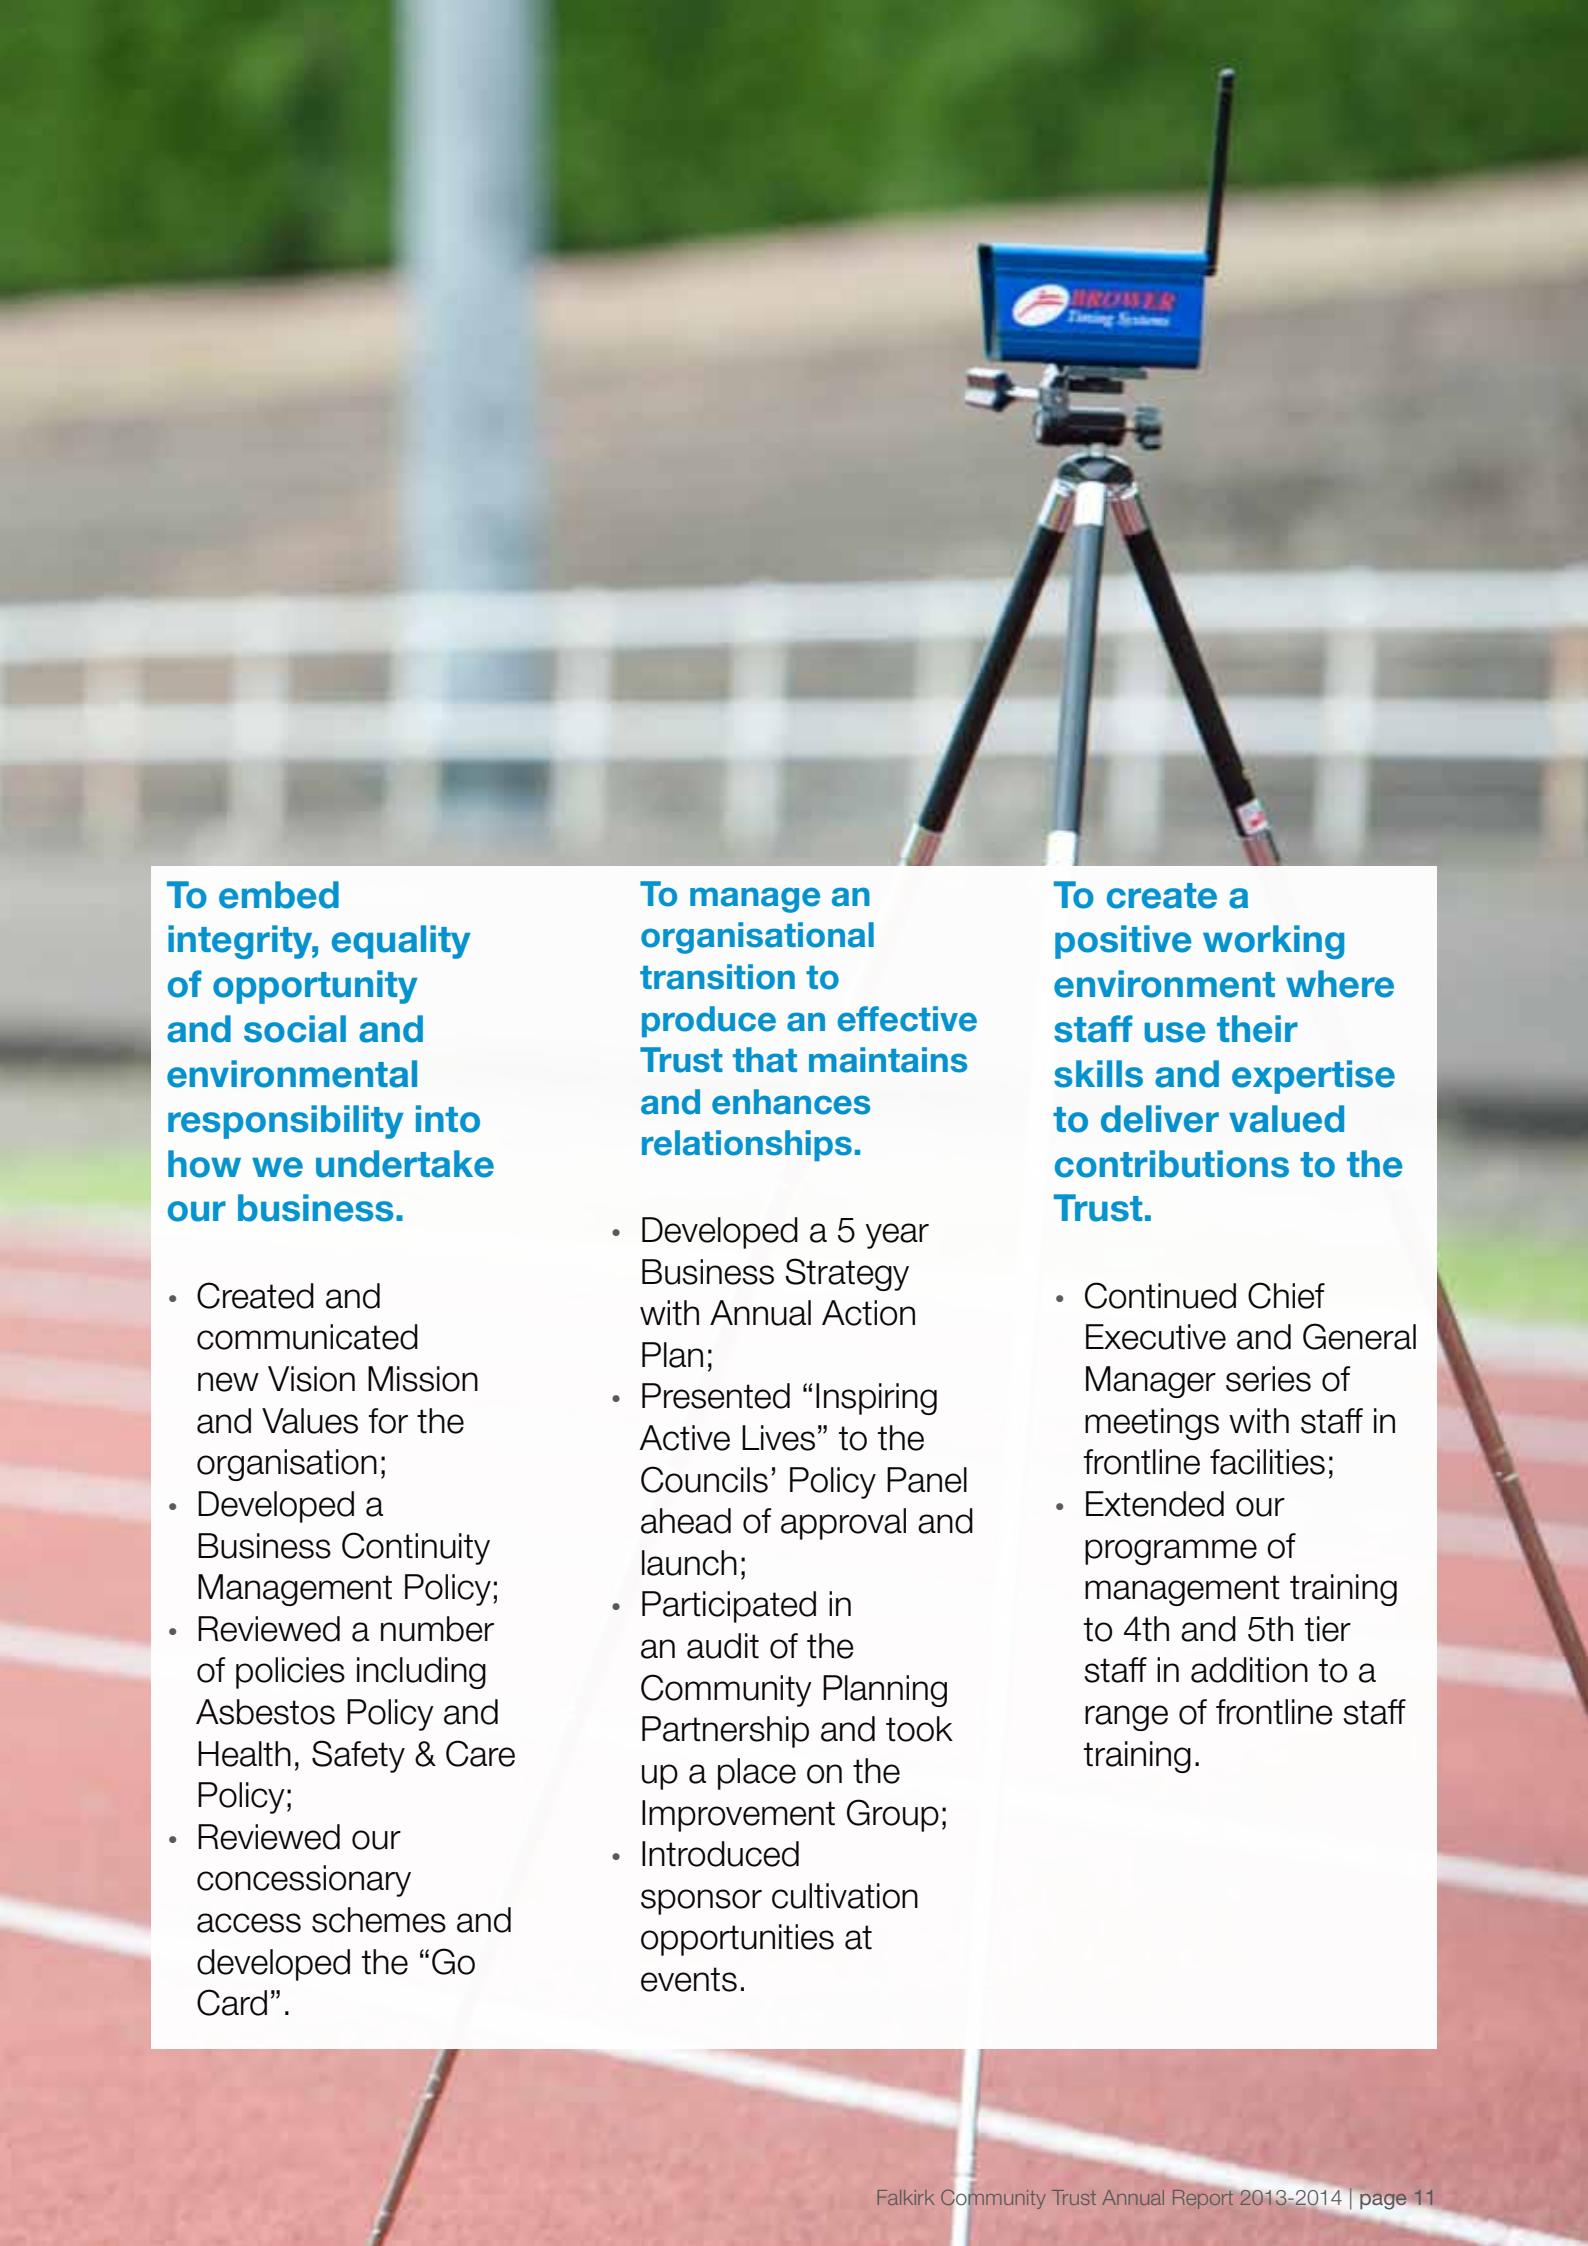 BROWER
Timing Systems
To embed
integrity, equality
of opportunity
and social and
environmental
responsibility into
how we undertake
our business.
• Created and
communicated
new Vision Mission
and Values for the
organisation;
• Developed a
Business Continuity
Management Policy;
• Reviewed a number
of policies including
Asbestos Policy and
Health, Safety & Care
Policy;
• Reviewed our
concessionary
access schemes and
developed the “Go
Card”.
To manage an
organisational
transition to
produce an effective
Trust that maintains
and enhances
relationships.
• Developed a 5 year
Business Strategy
with Annual Action
Plan;
• Presented “Inspiring
Active Lives” to the
Councils’ Policy Panel
ahead of approval and
launch;
• Participated in
an audit of the
Community Planning
Partnership and took
up a place on the
Improvement Group;
• Introduced
sponsor cultivation
opportunities at
events.
To create a
positive working
environment where
staff use their
skills and expertise
to deliver valued
contributions to the
Trust.
• Continued Chief
Executive and General
Manager series of
meetings with staff in
frontline facilities;
• Extended our
programme of
management training
to 4th and 5th tier
staff in addition to a
range of frontline staff
training.
Falkirk Community Trust Annual Report 2013-2014 | page 11